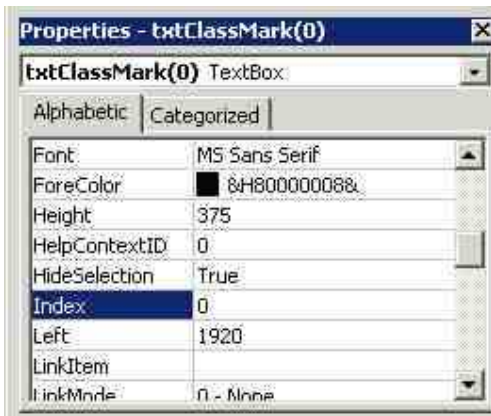 Properties - txtClassMark(0)
txtClassMark(0) TextBox
Alphabetic Categorized
Font MS Sans Serif
ForeColor &H80000008&
Height 375
HelpContextID 0
HideSelection True
Index 0
Left 1920
LinkItem
LinkMode 0 - None